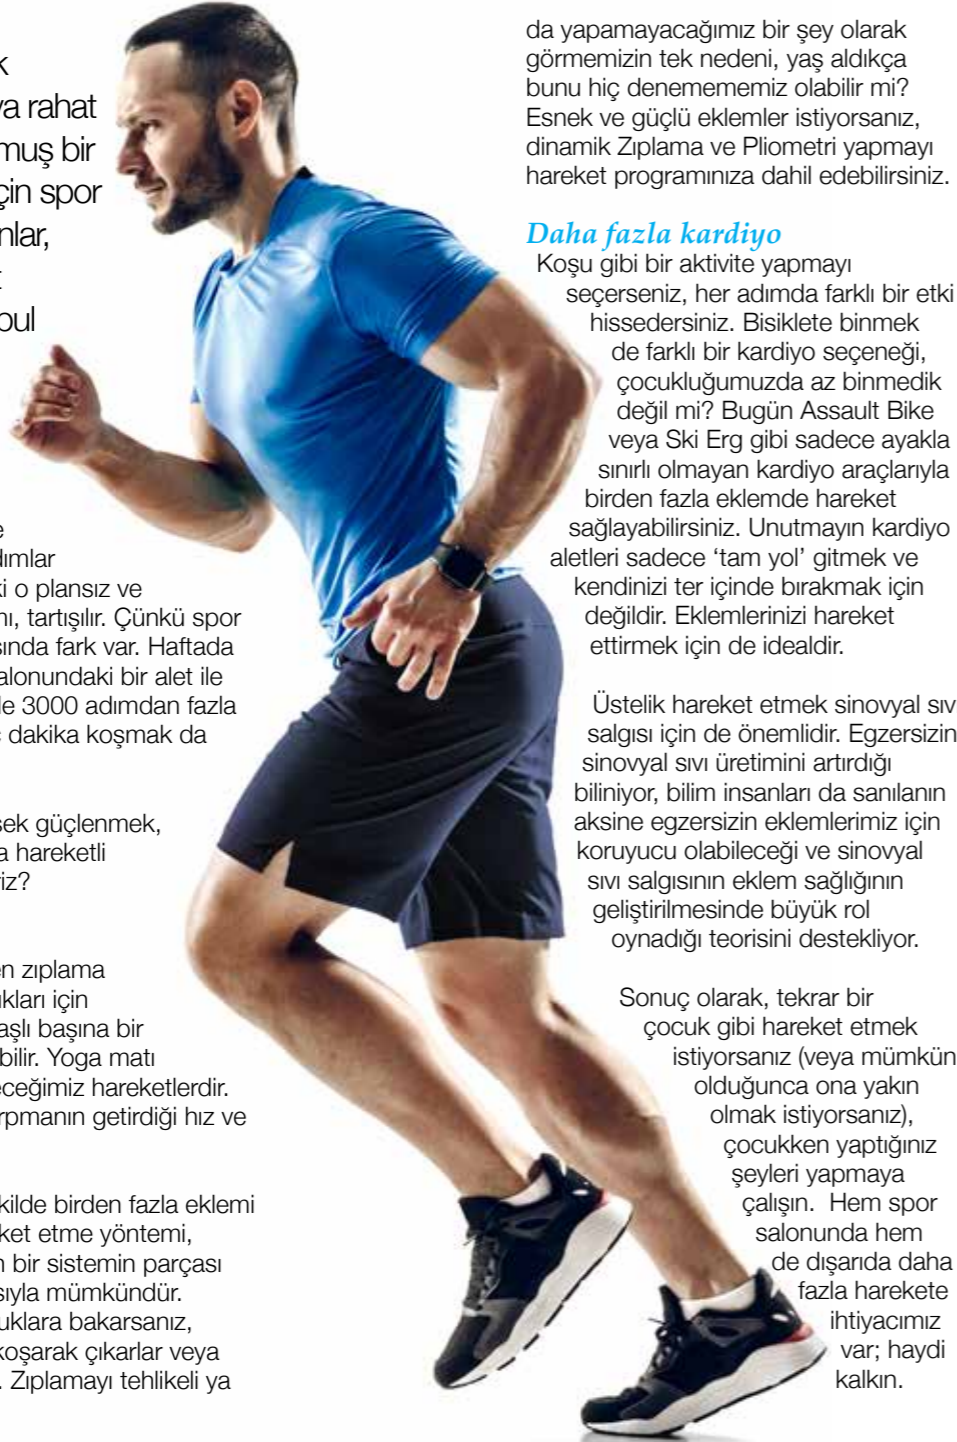 k
va rahat
muş bir
çin spor
nlar,
t
bul
e
dımlar
ki o plansız ve
nı, tartışılır. Çünkü spor
sında fark var. Haftada
alonundaki bir alet ile
de 3000 adımdan fazla
ç dakika koşmak da
sek güçlenmek,
a hareketli
iz?
en zıplama
ukları için
aşlı başına bir
bilir. Yoga matı
eceğimiz hareketlerdir.
rpmanın getirdiği hız ve
kilde birden fazla eklemi
ket etme yöntemi,
n bir sistemin parçası
sıyla mümkündür.
uklara bakarsanız,
koşarak çıkarlar veya
. Zıplamayı tehlikeli ya
da yapamayacağımız bir şey olarak
görmemizin tek nedeni, yaş aldıkça
bunu hiç denemememiz olabilir mi?
Esnek ve güçlü eklemler istiyorsanız,
dinamik Zıplama ve Pliometri yapmayı
hareket programınıza dahil edebilirsiniz.
Daha fazla kardiyo
Koşu gibi bir aktivite yapmayı
seçerseniz, her adımda farklı bir etki
hissedersiniz. Bisiklete binmek
de farklı bir kardiyo seçeneği,
çocukluğumuzda az binmedik
değil mi? Bugün Assault Bike
veya Ski Erg gibi sadece ayakla
sınırlı olmayan kardiyo araçlarıyla
birden fazla eklemde hareket
sağlayabilirsiniz. Unutmayın kardiyo
aletleri sadece ‘tam yol’ gitmek ve
kendinizi ter içinde bırakmak için
değildir. Eklemlerinizi hareket
ettirmek için de idealdir.
Üstelik hareket etmek sinovyal sıv
salgısı için de önemlidir. Egzersizin
sinovyal sıvı üretimini artırdığı
biliniyor, bilim insanları da sanılanın
aksine egzersizin eklemlerimiz için
koruyucu olabileceği ve sinovyal
sıvı salgısının eklem sağlığının
geliştirilmesinde büyük rol
oynadığı teorisini destekliyor.
Sonuç olarak, tekrar bir
çocuk gibi hareket etmek
istiyorsanız (veya mümkün
olduğunca ona yakın
olmak istiyorsanız),
çocukken yaptığınız
şeyleri yapmaya
çalışın. Hem spor
salonunda hem
de dışarıda daha
fazla harekete
ihtiyacımız
var; haydi
kalkın.